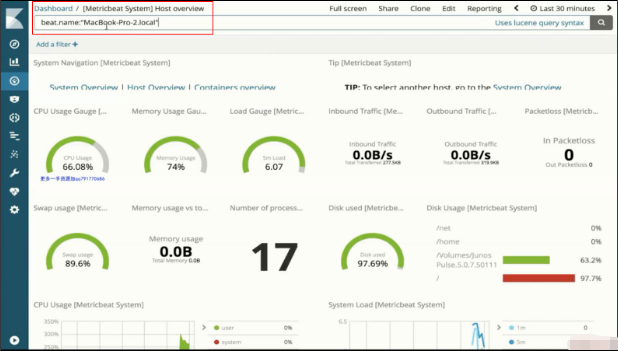 Dashboard / [Metricbeat System] Host overview
Full screen Share Clone Edit Reporting Last 30 minutes
beat.name:"MacBook-Pro-2.local"
Uses lucene query syntax
Add a filter +
System Navigation [Metricbeat System]
Tip [Metricbeat System]
System Overview | Host Overview | Containers overview
TIP: To select another host, go to the System Overview
CPU Usage Gauge [...
Memory Usage Gau...
Load Gauge [Metric...
Inbound Traffic [Me...
Outbound Traffic [...
Packetloss [Metricb...
CPU Usage
66.08%
Memory Usage
74%
5m Load
6.07
Inbound Traffic
0.0B/s
Total Transferred 277.5KB
Outbound Traffic
0.0B/s
Total Transferred 319.9KB
In Packetloss
0
Out Packetloss 0
Swap usage [Metric...
Memory usage vs to...
Number of process...
Disk used [Metricbe...
Disk Usage [Metricbeat System]
Swap usage
89.6%
Memory usage
0.0B
Total Memory 0.0B
17
Disk used
97.69%
/net 0%
/home 0%
/Volumes/Junos
Pulse.5.0.7.50111 63.2%
/ 97.7%
CPU Usage [Metricbeat System]
System Load [Metricbeat System]
350%
300%
250%
user 0%
system 0%
6.5
1m 0
5m